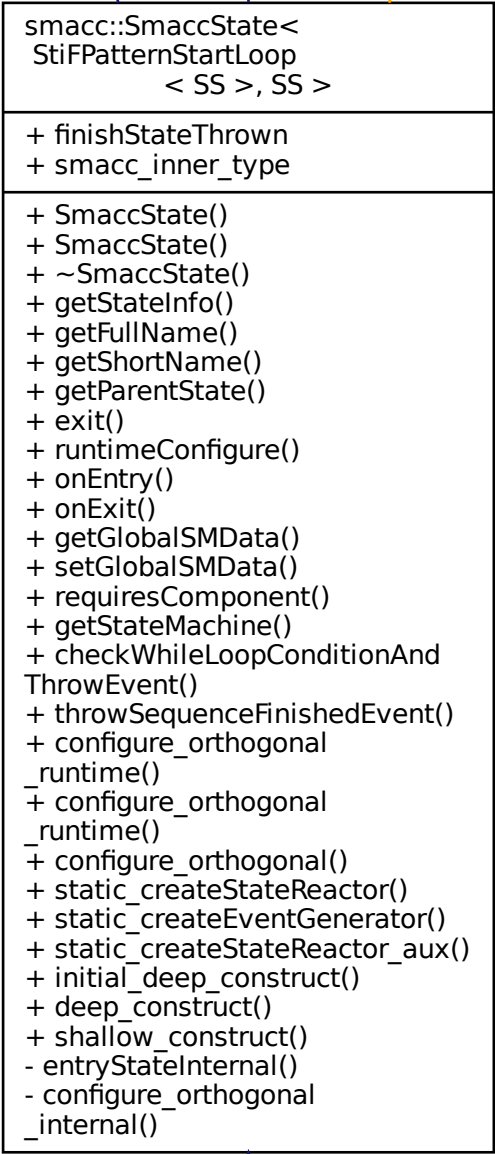 smacc::SmaccState<
StiFPatternStartLoop
< SS >, SS >
+ finishStateThrown
+ smacc_inner_type
+ SmaccState()
+ SmaccState()
+ ~SmaccState()
+ getStateInfo()
+ getFullName()
+ getShortName()
+ getParentState()
+ exit()
+ runtimeConfigure()
+ onEntry()
+ onExit()
+ getGlobalSMData()
+ setGlobalSMData()
+ requiresComponent()
+ getStateMachine()
+ checkWhileLoopConditionAnd
ThrowEvent()
+ throwSequenceFinishedEvent()
+ configure_orthogonal
_runtime()
+ configure_orthogonal
_runtime()
+ configure_orthogonal()
+ static_createStateReactor()
+ static_createEventGenerator()
+ static_createStateReactor_aux()
+ initial_deep_construct()
+ deep_construct()
+ shallow_construct()
- entryStateInternal()
- configure_orthogonal
_internal()